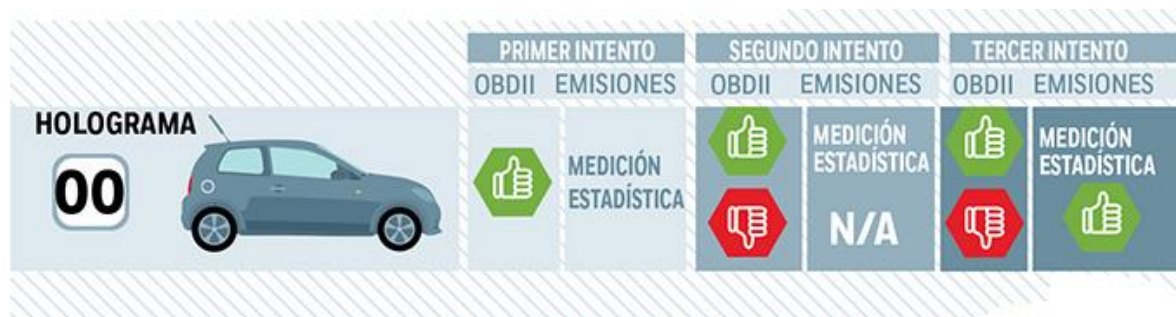 PRIMER INTENTO
SEGUNDO INTENTO
TERCER INTENTO
OBDII EMISIONES
OBDII EMISIONES
OBDII EMISIONES
HOLOGRAMA
00
MEDICIÓN
ESTADÍSTICA
MEDICIÓN
ESTADÍSTICA
N/A
MEDICIÓN
ESTADÍSTICA